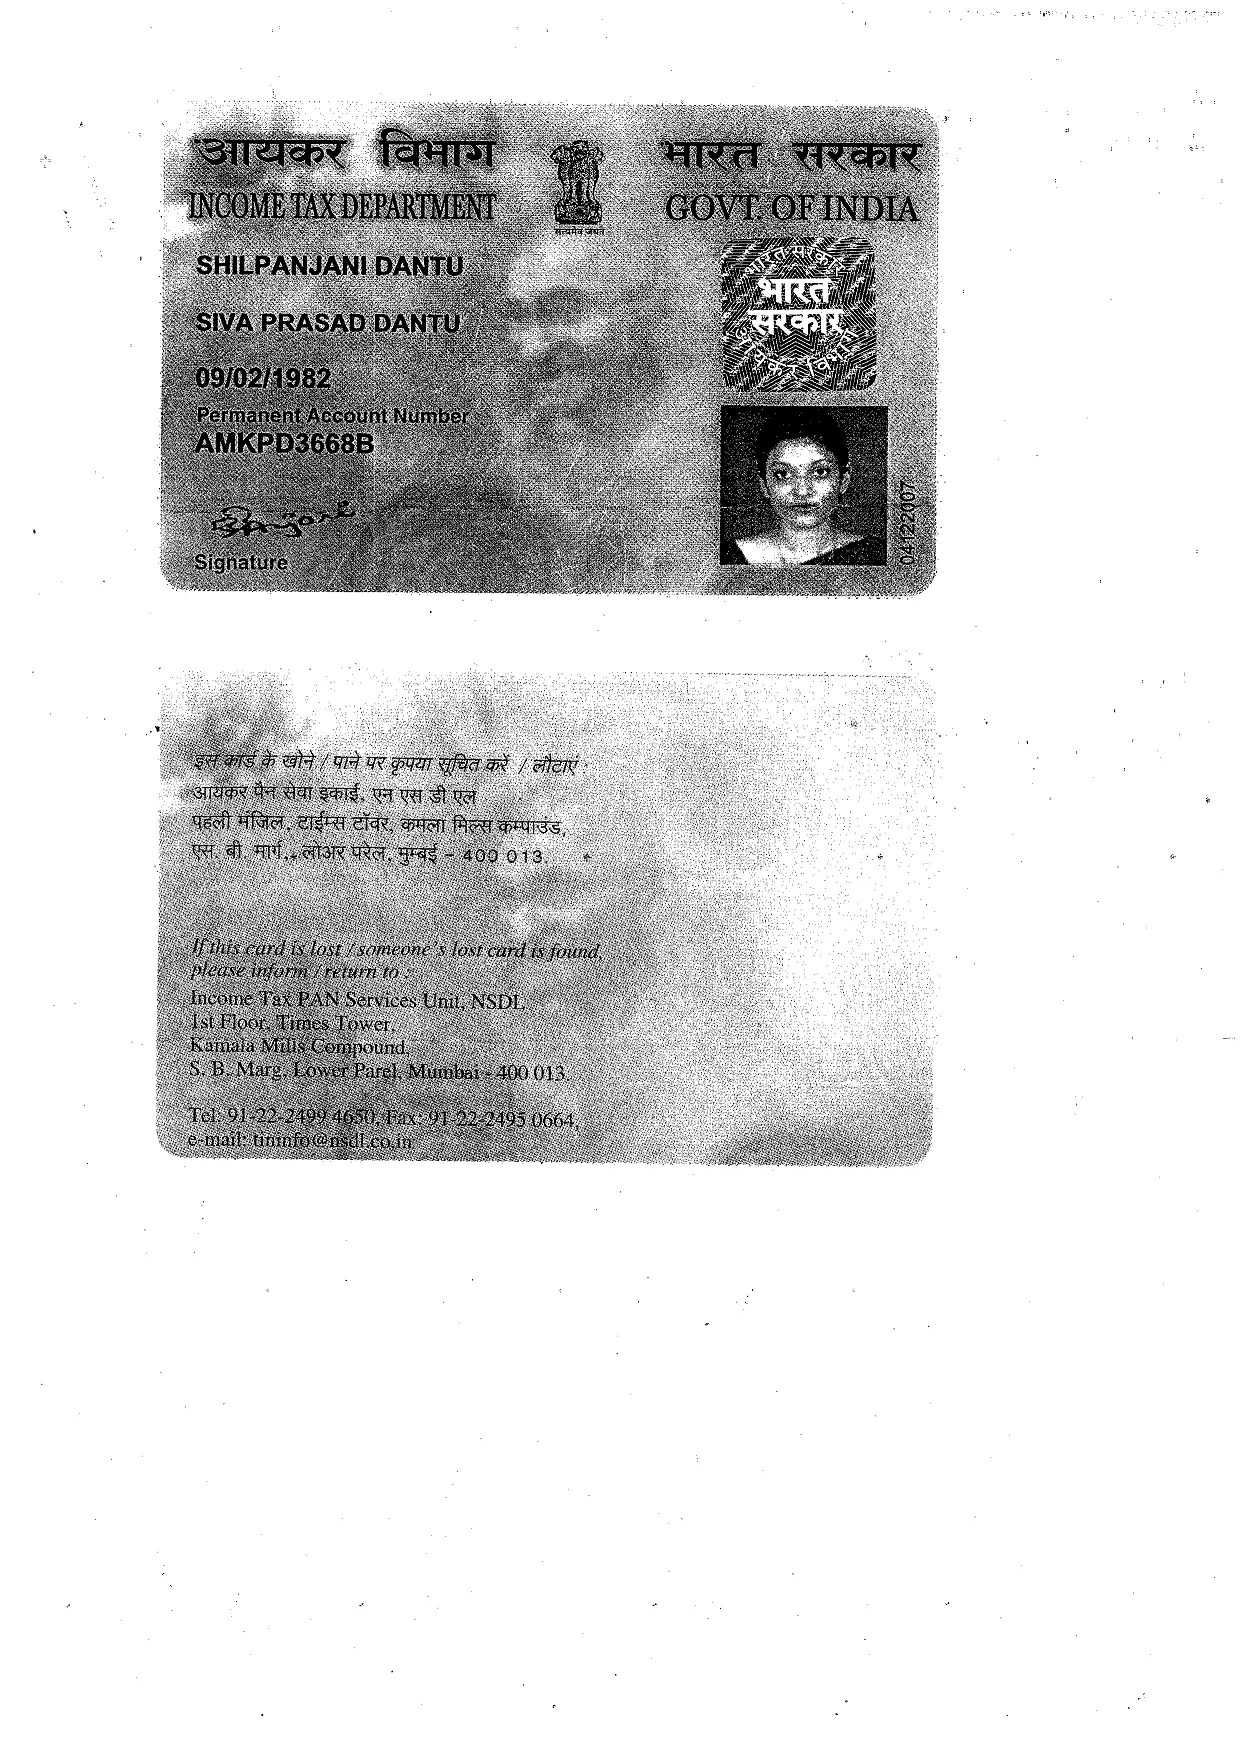 आयकर विभाग
INCOME TAX DEPARTMENT
सत्यमेव जयते
भारत सरकार
GOVT OF INDIA
SHILPANJANI DANTU
SIVA PRASAD DANTU
09/02/1982
Permanent Account Number
AMKPD3668B
Signature
भारत सरकार
भारत
सरकार
आयकर विभाग
04122007
इस कार्ड के खोने / पाने पर कृपया सूचित करें / लौटाएं :
आयकर पैन सेवा इकाई, एन एस डी एल
पहली मंजिल, टाईम्स टॉवर, कमला मिल्स कम्पाउंड,
एस. बी. मार्ग, लोअर परेल, मुम्बई - 400 013.
If this card is lost / someone's lost card is found,
please inform / return to :
Income Tax PAN Services Unit, NSDL
1st Floor, Times Tower,
Kamala Mills Compound,
S. B. Marg, Lower Parel, Mumbai - 400 013.
Tel: 91-22-2499 4650, Fax: 91-22-2495 0664,
e-mail: tininfo@nsdl.co.in